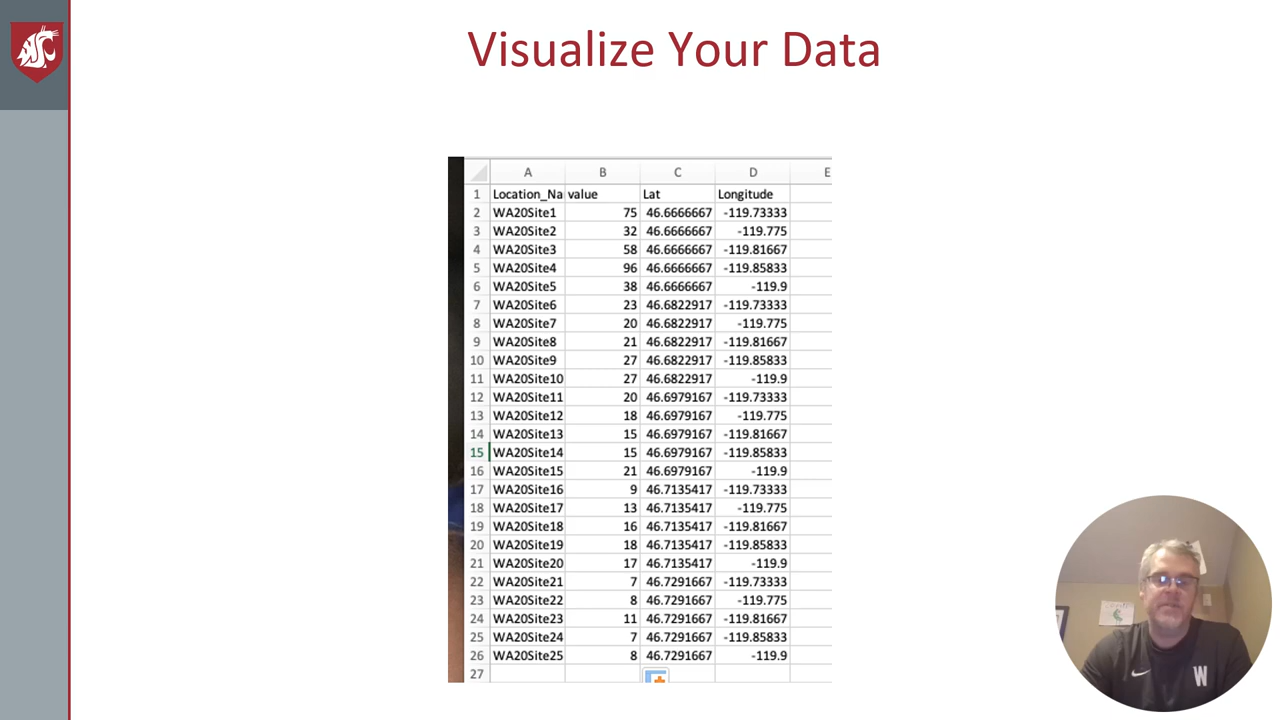 Visualize Your Data
A B C D E
1 Location_Na value Lat Longitude
2 WA20Site1 75 46.6666667 -119.73333
3 WA20Site2 32 46.6666667 -119.775
4 WA20Site3 58 46.6666667 -119.81667
5 WA20Site4 96 46.6666667 -119.85833
6 WA20Site5 38 46.6666667 -119.9
7 WA20Site6 23 46.6822917 -119.73333
8 WA20Site7 20 46.6822917 -119.775
9 WA20Site8 21 46.6822917 -119.81667
10 WA20Site9 27 46.6822917 -119.85833
11 WA20Site10 27 46.6822917 -119.9
12 WA20Site11 20 46.6979167 -119.73333
13 WA20Site12 18 46.6979167 -119.775
14 WA20Site13 15 46.6979167 -119.81667
15 WA20Site14 15 46.6979167 -119.85833
16 WA20Site15 21 46.6979167 -119.9
17 WA20Site16 9 46.7135417 -119.73333
18 WA20Site17 13 46.7135417 -119.775
19 WA20Site18 16 46.7135417 -119.81667
20 WA20Site19 18 46.7135417 -119.85833
21 WA20Site20 17 46.7135417 -119.9
22 WA20Site21 7 46.7291667 -119.73333
23 WA20Site22 8 46.7291667 -119.775
24 WA20Site23 11 46.7291667 -119.81667
25 WA20Site24 7 46.7291667 -119.85833
26 WA20Site25 8 46.7291667 -119.9
27
W